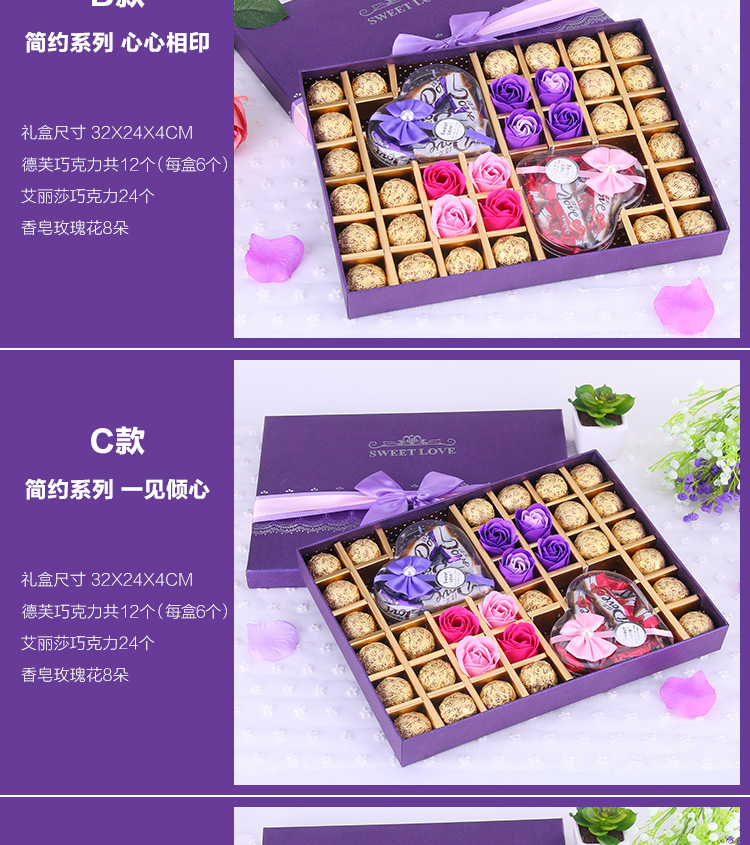 B款
简约系列 心心相印
礼盒尺寸 32X24X4CM
德芙巧克力共12个(每盒6个)
艾丽莎巧克力24个
香皂玫瑰花8朵
SWEET LOVE
C款
简约系列 一见倾心
礼盒尺寸 32X24X4CM
德芙巧克力共12个(每盒6个)
艾丽莎巧克力24个
香皂玫瑰花8朵
SWEET LOVE